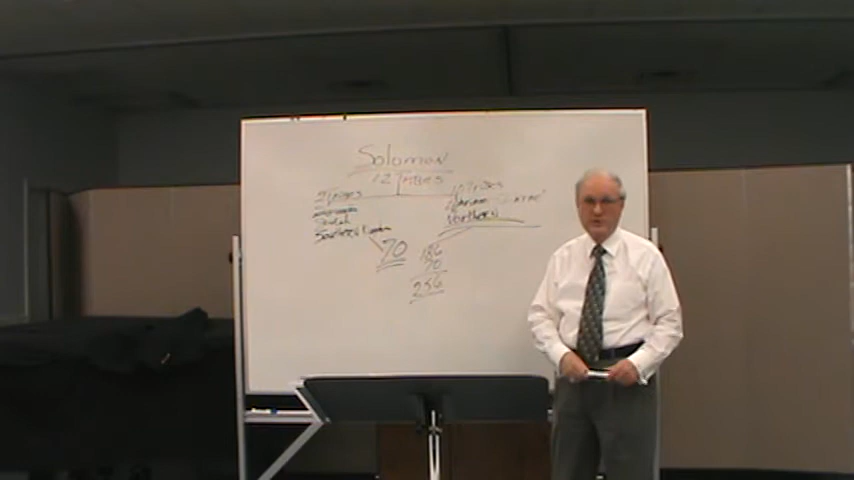 Solomon
12 Tribes
2 Tribes
10 Tribes
Judah
Northern
Southern Kingdom
70
186
70
256